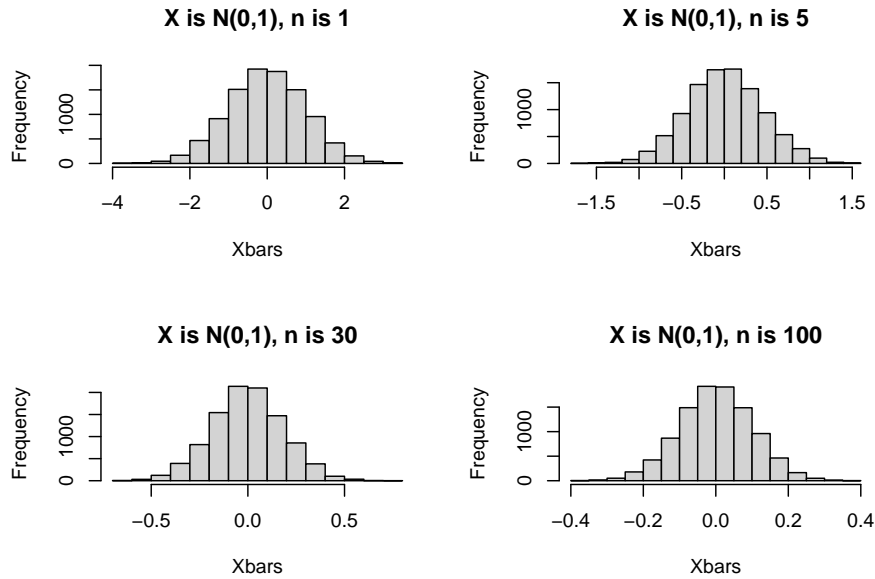 X is N(0,1), n is 1
Frequency
0 1000
−4 −2 0 2
Xbars
X is N(0,1), n is 5
Frequency
0 1000
−1.5 −0.5 0.5 1.5
Xbars
X is N(0,1), n is 30
Frequency
0 1000
−0.5 0.0 0.5
Xbars
X is N(0,1), n is 100
Frequency
0 1000
−0.4 −0.2 0.0 0.2 0.4
Xbars